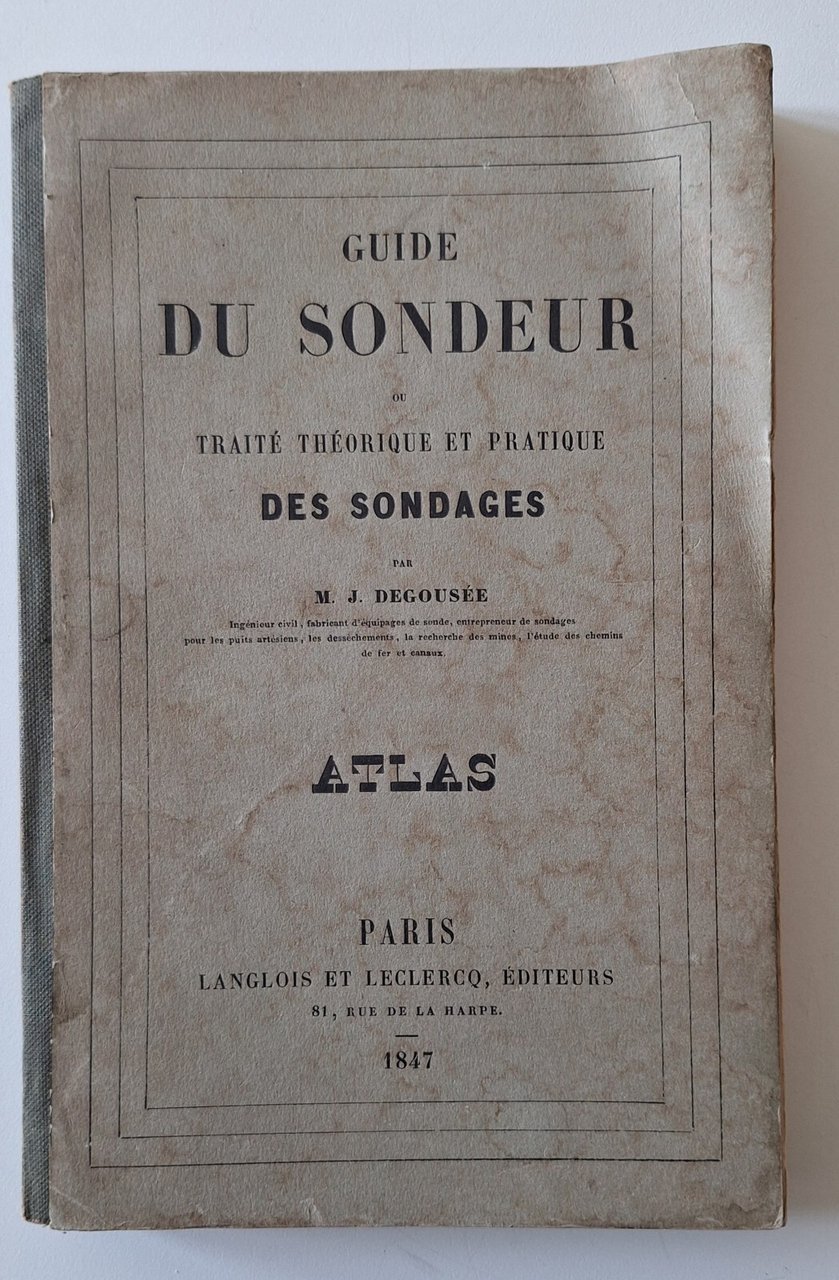 GUIDE
DU SONDEUR
OU
TRAITÉ THÉORIQUE ET PRATIQUE
DES SONDAGES
PAR
M. J. DEGOUSÉE
Ingénieur civil, fabricant d'équipages de sonde, entrepreneur de sondages
pour les puits artésiens, les dessèchements, la recherche des mines, l'étude des chemins
de fer et canaux.
ATLAS
PARIS
LANGLOIS ET LECLERCQ, ÉDITEURS
81, RUE DE LA HARPE.
1847